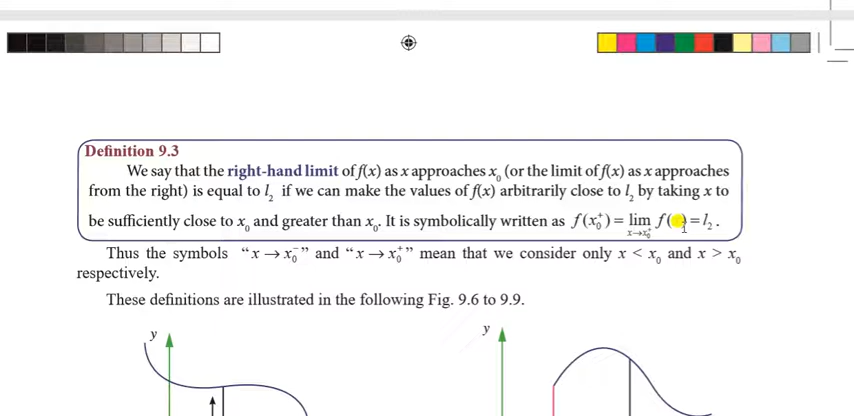 Definition 9.3
We say that the right-hand limit of f(x) as x approaches x₀ (or the limit of f(x) as x approaches
from the right) is equal to l₂ if we can make the values of f(x) arbitrarily close to l₂ by taking x to
be sufficiently close to x₀ and greater than x₀. It is symbolically written as f(x₀⁺) = lim x→x₀⁺ f( ) = l₂ .
Thus the symbols “x → x₀⁻” and “x → x₀⁺” mean that we consider only x < x₀ and x > x₀
respectively.
These definitions are illustrated in the following Fig. 9.6 to 9.9.
y y